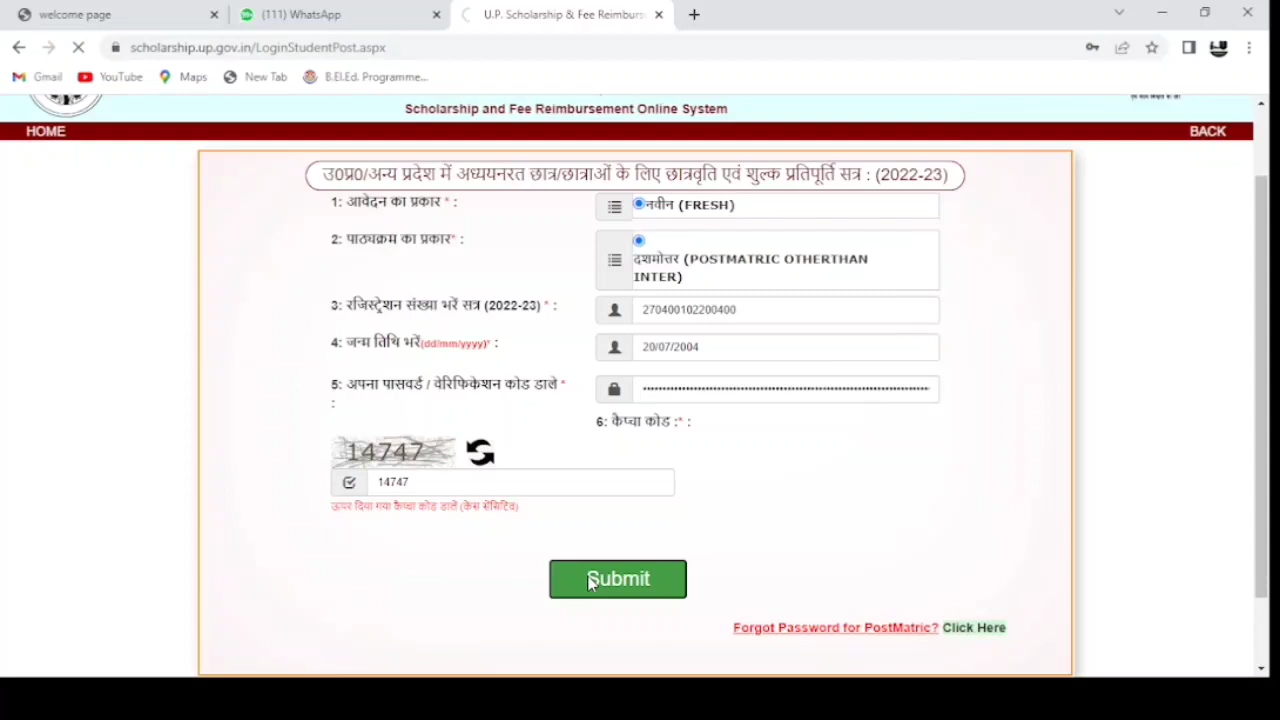 welcome page
(111) WhatsApp
U.P. Scholarship & Fee Reimburs
scholarship.up.gov.in/LoginStudentPost.aspx
Gmail YouTube Maps New Tab B.El.Ed. Programme...
Scholarship and Fee Reimbursement Online System
HOME BACK
उ0प्र0/अन्य प्रदेश में अध्ययनरत छात्र/छात्राओं के लिए छात्रवृति एवं शुल्क प्रतिपूर्ति सत्र : (2022-23)
1: आवेदन का प्रकार * : नवीन (FRESH)
2: पाठ्यक्रम का प्रकार* :
दशमोत्तर (POSTMATRIC OTHERTHAN
INTER)
3: रजिस्ट्रेशन संख्या भरें सत्र (2022-23) * : 270400102200400
4: जन्म तिथि भरें(dd/mm/yyyy)* : 20/07/2004
5: अपना पासवर्ड / वेरिफिकेशन कोड डाले *
:
6: कैप्चा कोड :* :
14747
14747
ऊपर दिया गया कैप्चा कोड डालें (केस सेंसिटिव)
Submit
Forgot Password for PostMatric? Click Here